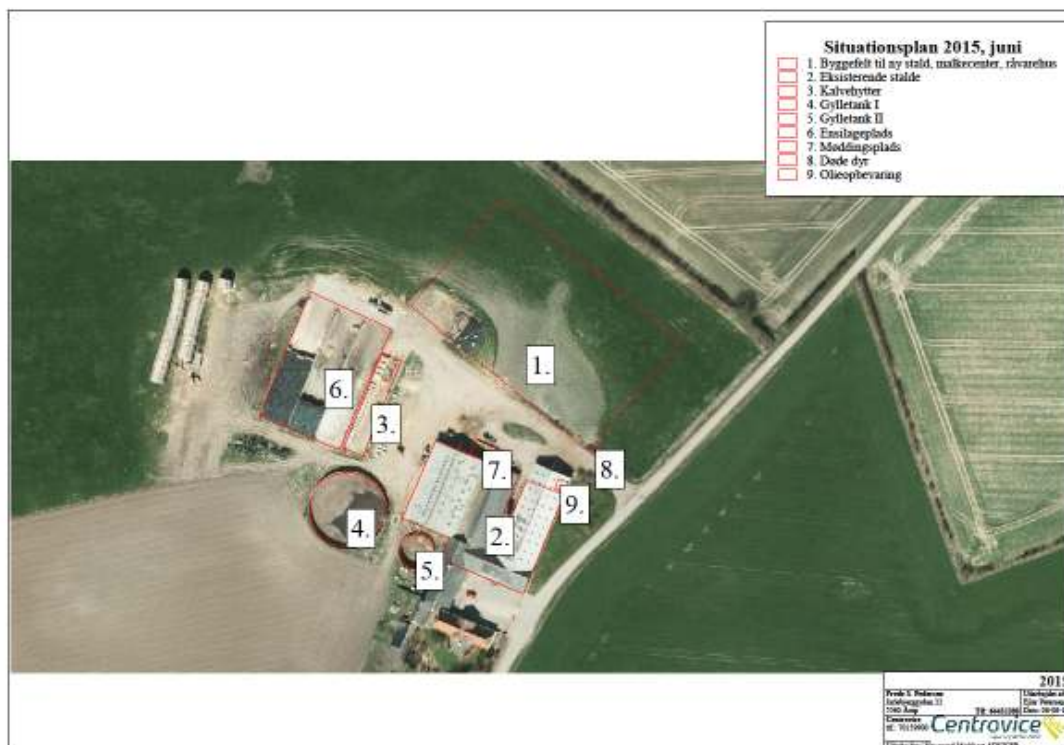 Situationsplan 2015, juni
1. Byggefelt til ny stald, malkecenter, råvarehus
2. Eksisterende stalde
3. Kalvehytter
4. Gylletank I
5. Gylletank II
6. Ensilageplads
7. Møddingsplads
8. Døde dyr
9. Olieopbevaring
1.
6.
3.
7.
8.
9.
4.
2.
5.
2015
Centrovice